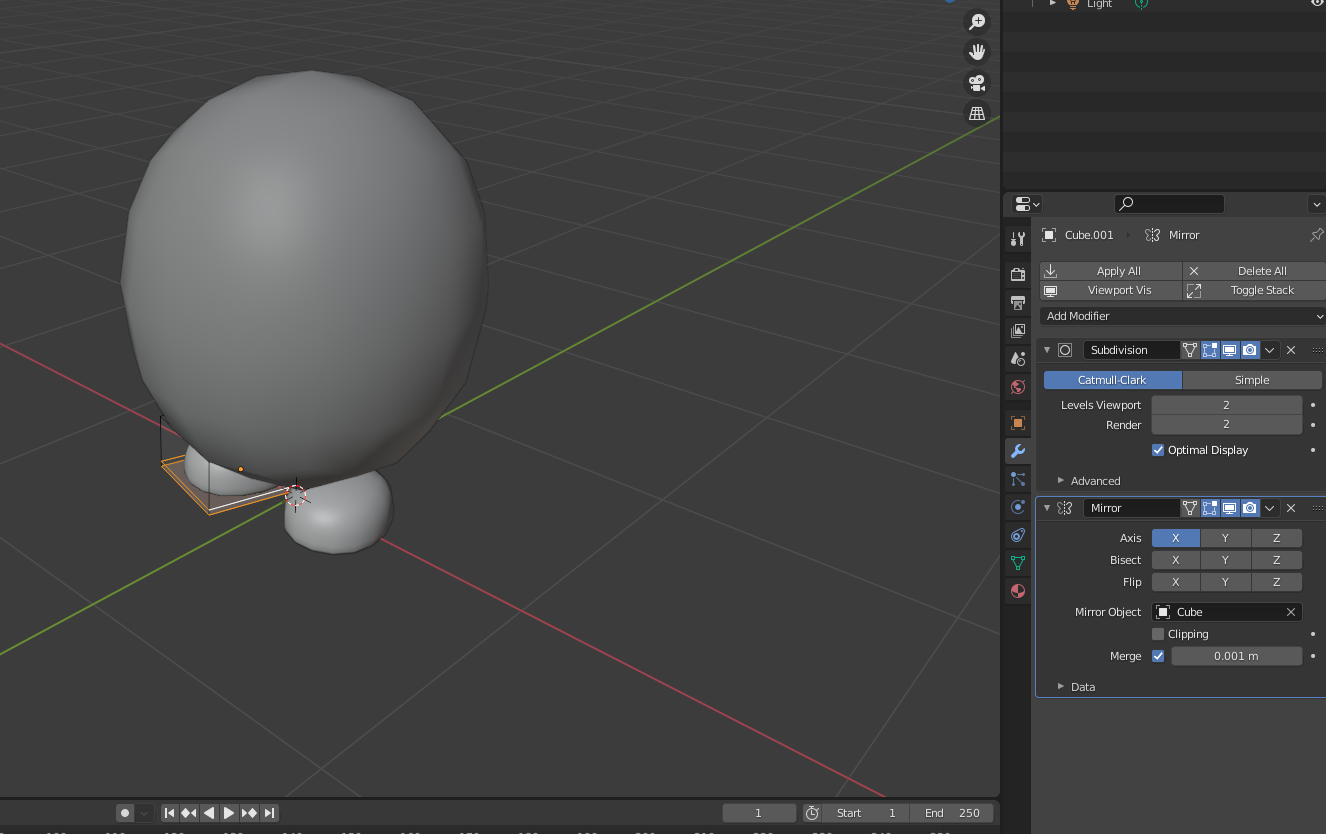 Light
Cube.001 Mirror
Apply All Delete All
Viewport Vis Toggle Stack
Add Modifier
Subdivision
Catmull-Clark Simple
Levels Viewport 2
Render 2
Optimal Display
Advanced
Mirror
Axis X Y Z
Bisect X Y Z
Flip X Y Z
Mirror Object Cube
Clipping
Merge 0.001 m
Data
1 Start 1 End 250